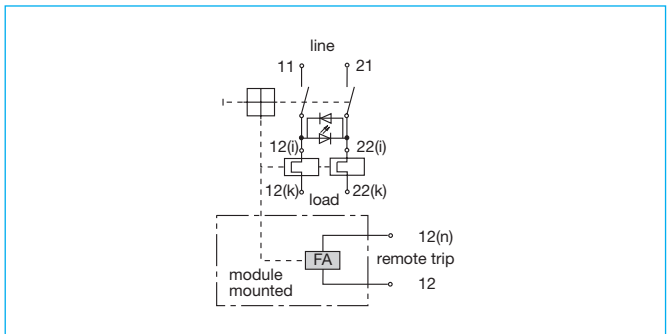 line
11 21
12(i) 22(i)
12(k) 22(k)
load
12(n)
FA remote trip
module
mounted
12